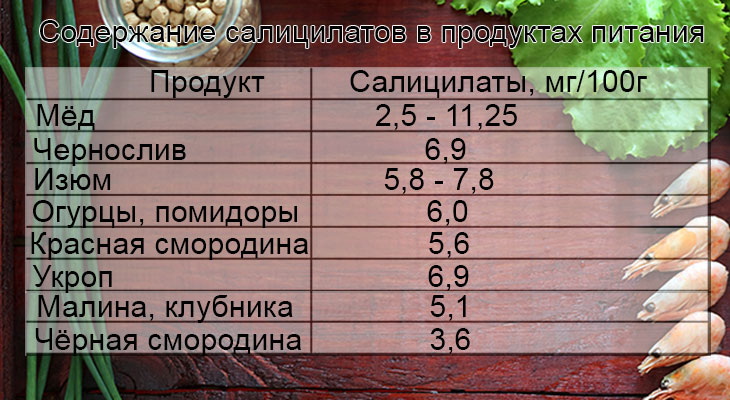 Содержание салицилатов в продуктах питания
Продукт Салицилаты, мг/100г
Мёд 2,5 - 11,25
Чернослив 6,9
Изюм 5,8 - 7,8
Огурцы, помидоры 6,0
Красная смородина 5,6
Укроп 6,9
Малина, клубника 5,1
Чёрная смородина 3,6